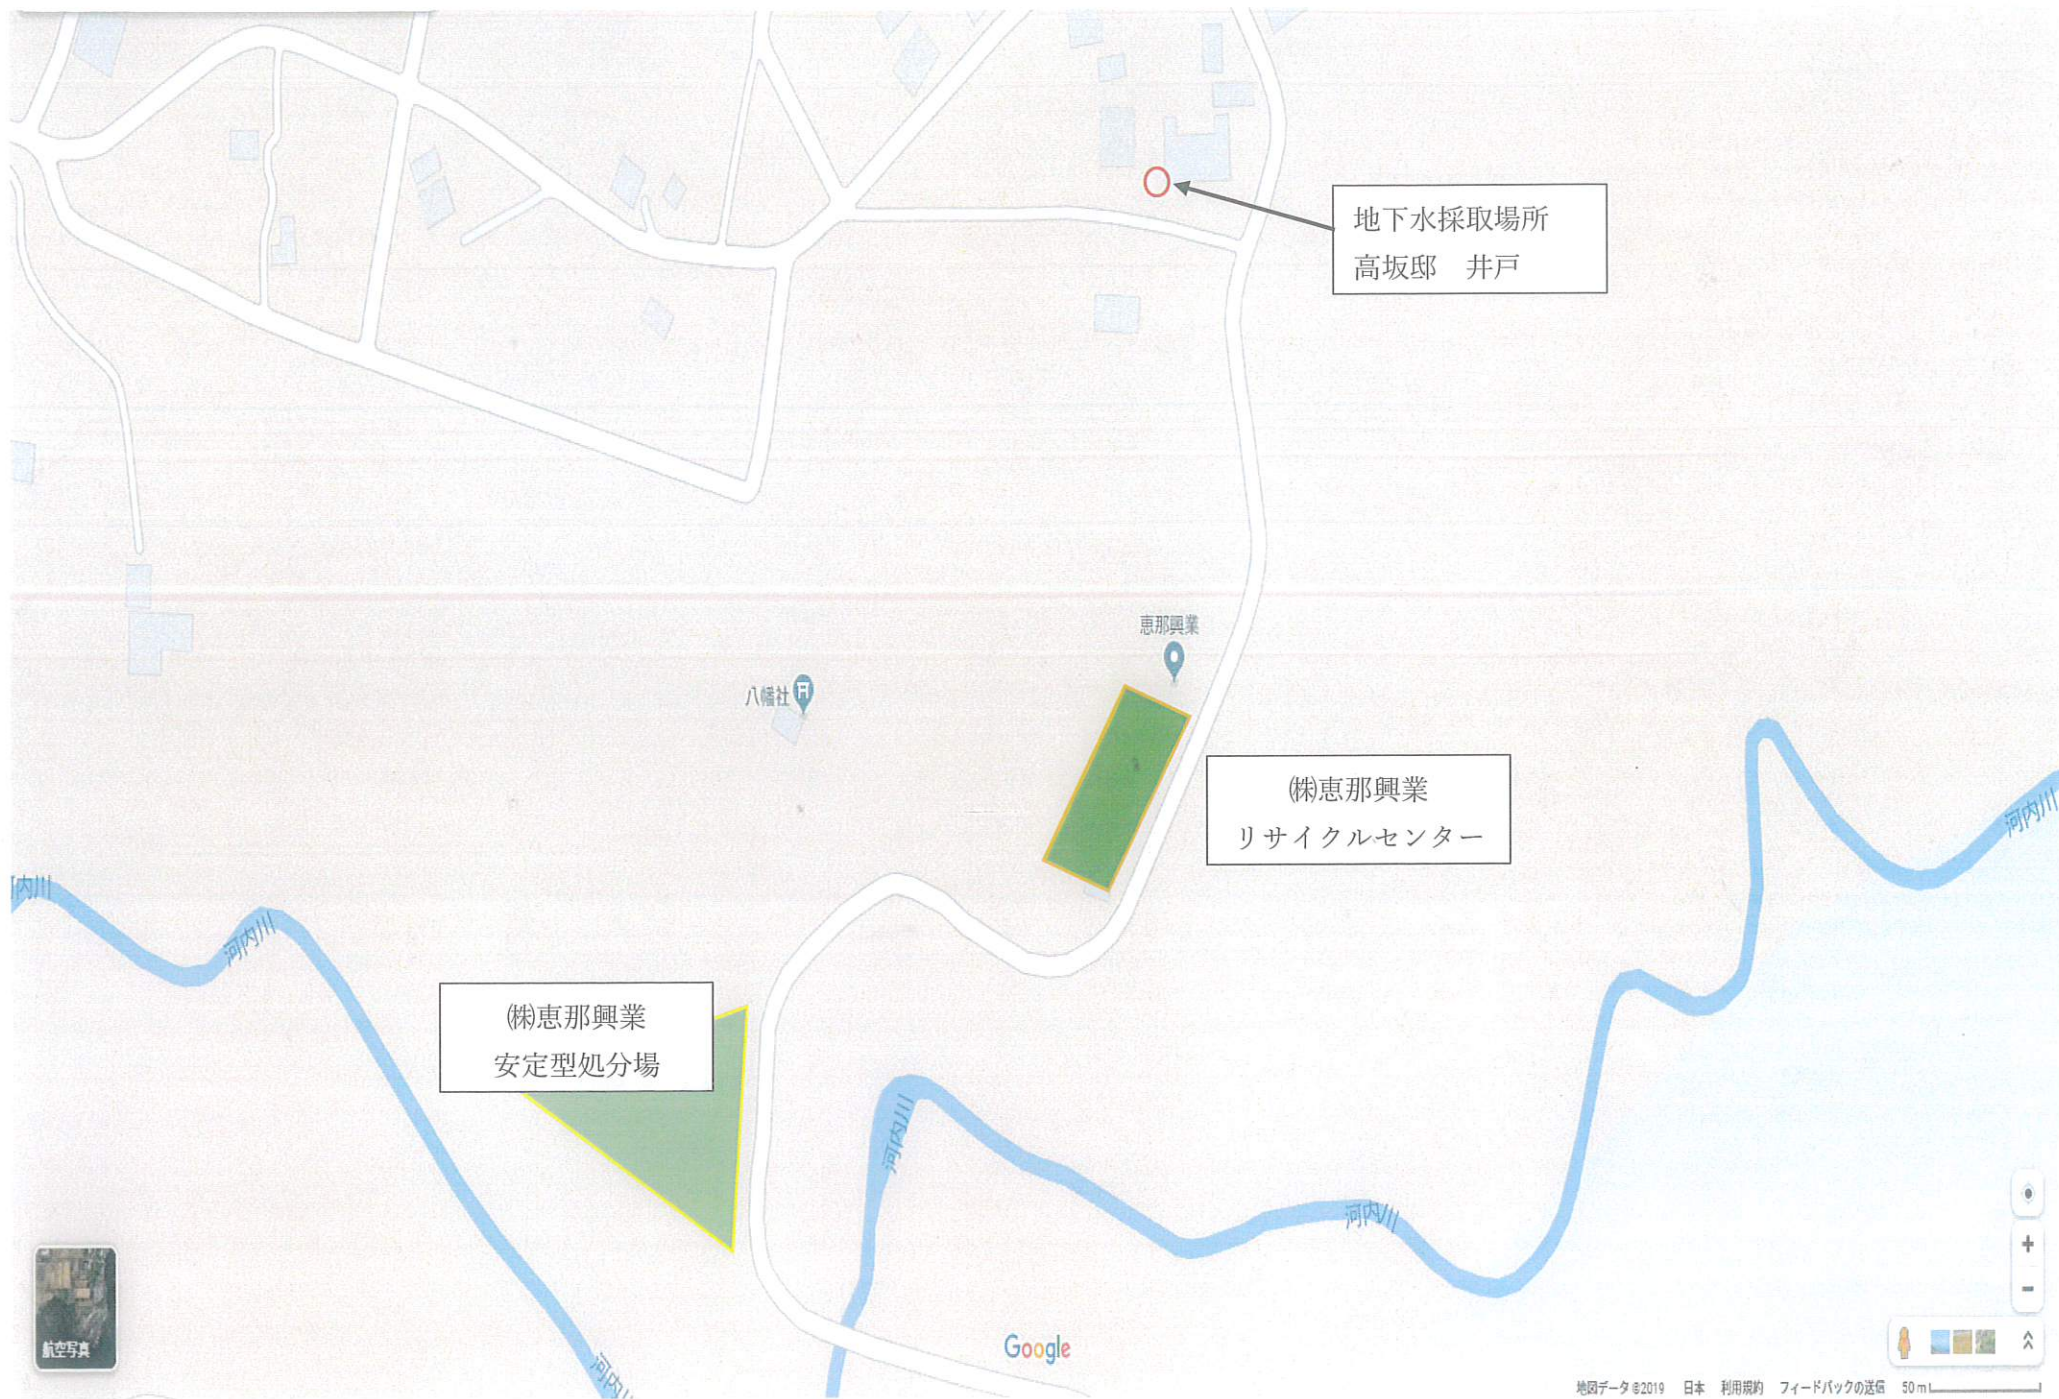 地下水採取場所
高坂邸　井戸
恵那興業
八幡社
㈱恵那興業
リサイクルセンター
河内川
内川
河内川
㈱恵那興業
安定型処分場
河内川
河内川
河内川
航空写真
Google
地図データ ©2019　日本　利用規約　フィードバックの送信　50 m